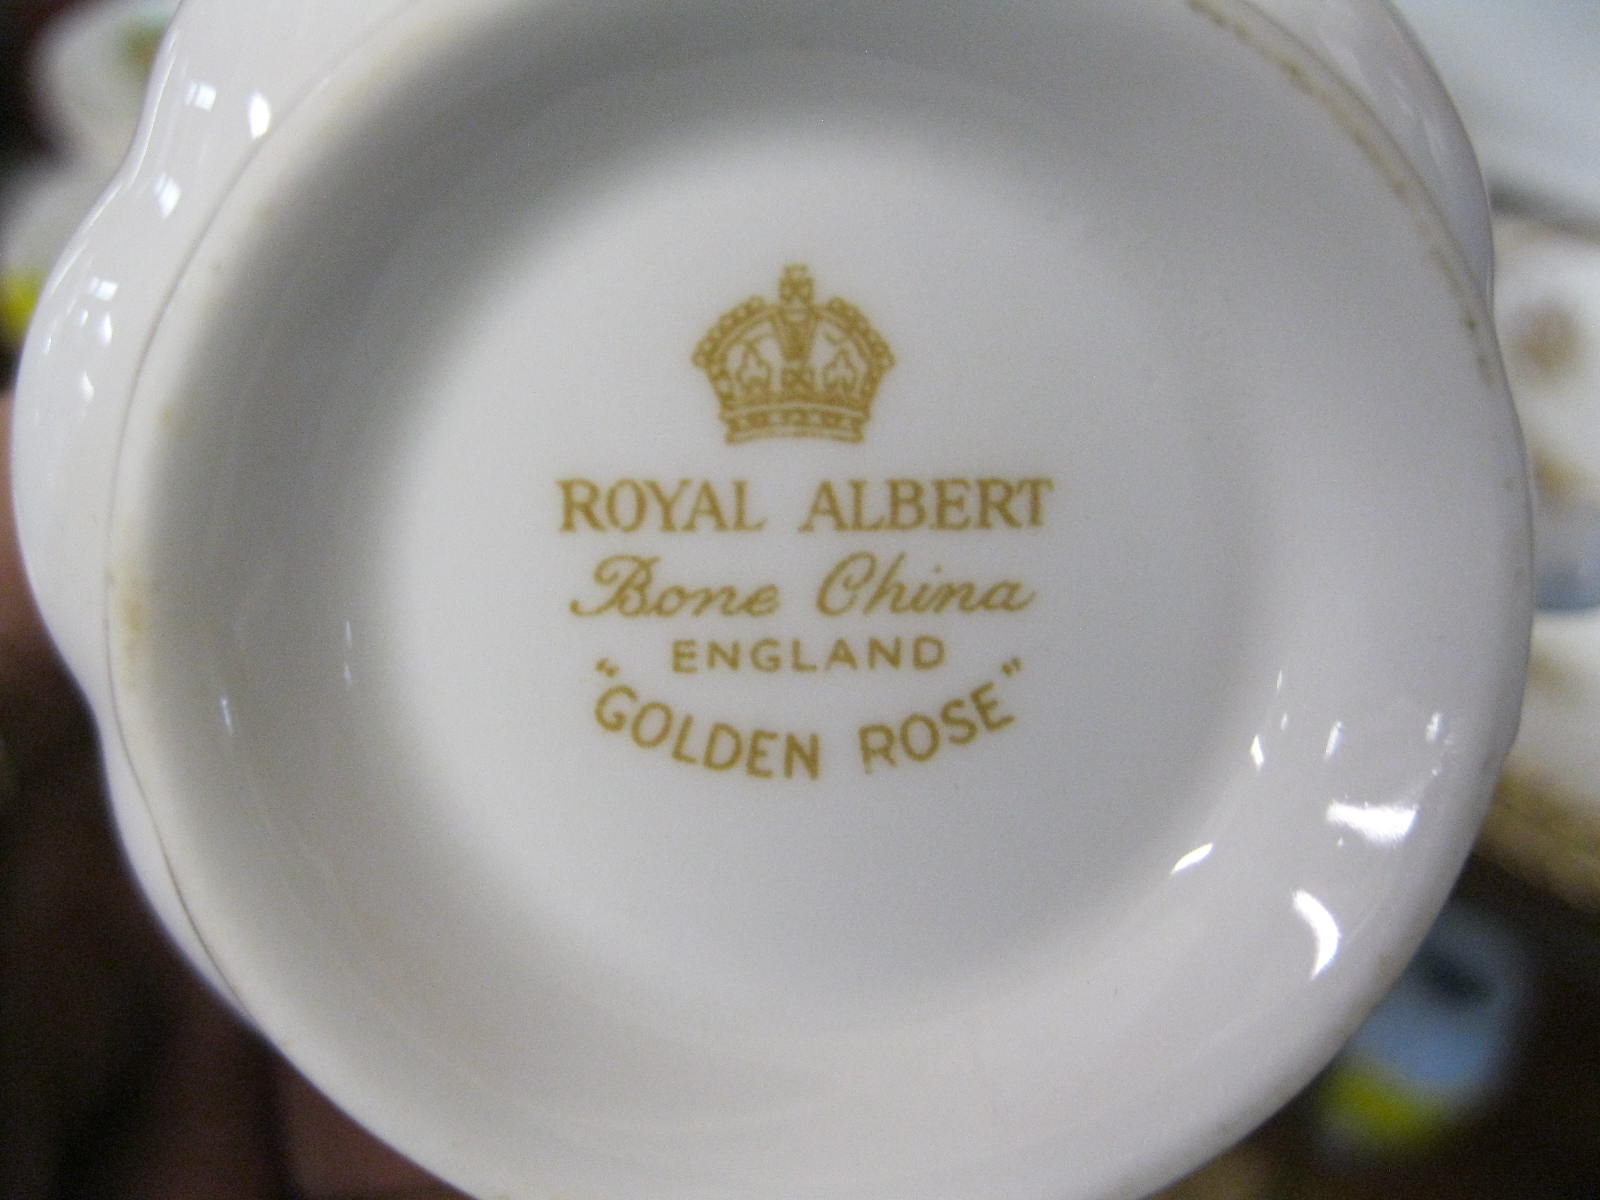 ROYAL ALBERT
Bone China
ENGLAND
"GOLDEN ROSE"